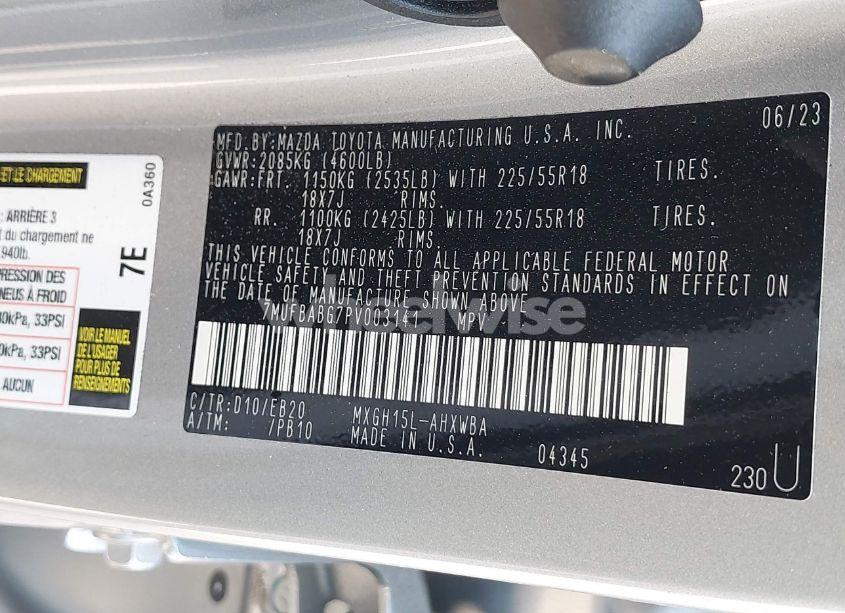 ET LE CHARGEMENT
0A360
: ARRIÈRE 3
t du chargement ne
940lb.
PRESSION DES
NEUS À FROID
0kPa, 33PSI
0kPa, 33PSI
AUCUN
7E
VOIR LE MANUEL
DE L'USAGER
POUR PLUS DE
RENSEIGNEMENTS
MFD.BY:MAZDA TOYOTA MANUFACTURING U.S.A. INC. 06/23
GVWR:2085KG (4600LB)
GAWR:FRT. 1150KG (2535LB) WITH 225/55R18 TIRES.
18X7J RIMS.
RR. 1100KG (2425LB) WITH 225/55R18 TIRES.
18X7J RIMS.
THIS VEHICLE CONFORMS TO ALL APPLICABLE FEDERAL MOTOR
VEHICLE SAFETY AND THEFT PREVENTION STANDARDS IN EFFECT ON
THE DATE OF MANUFACTURE SHOWN ABOVE.
7MUFBABG7PV003141 MPV
wheelwise
C/TR:D10/EB20 MXGH15L-AHXWBA
A/TM: /PB10 MADE IN U.S.A.
04345
230 U